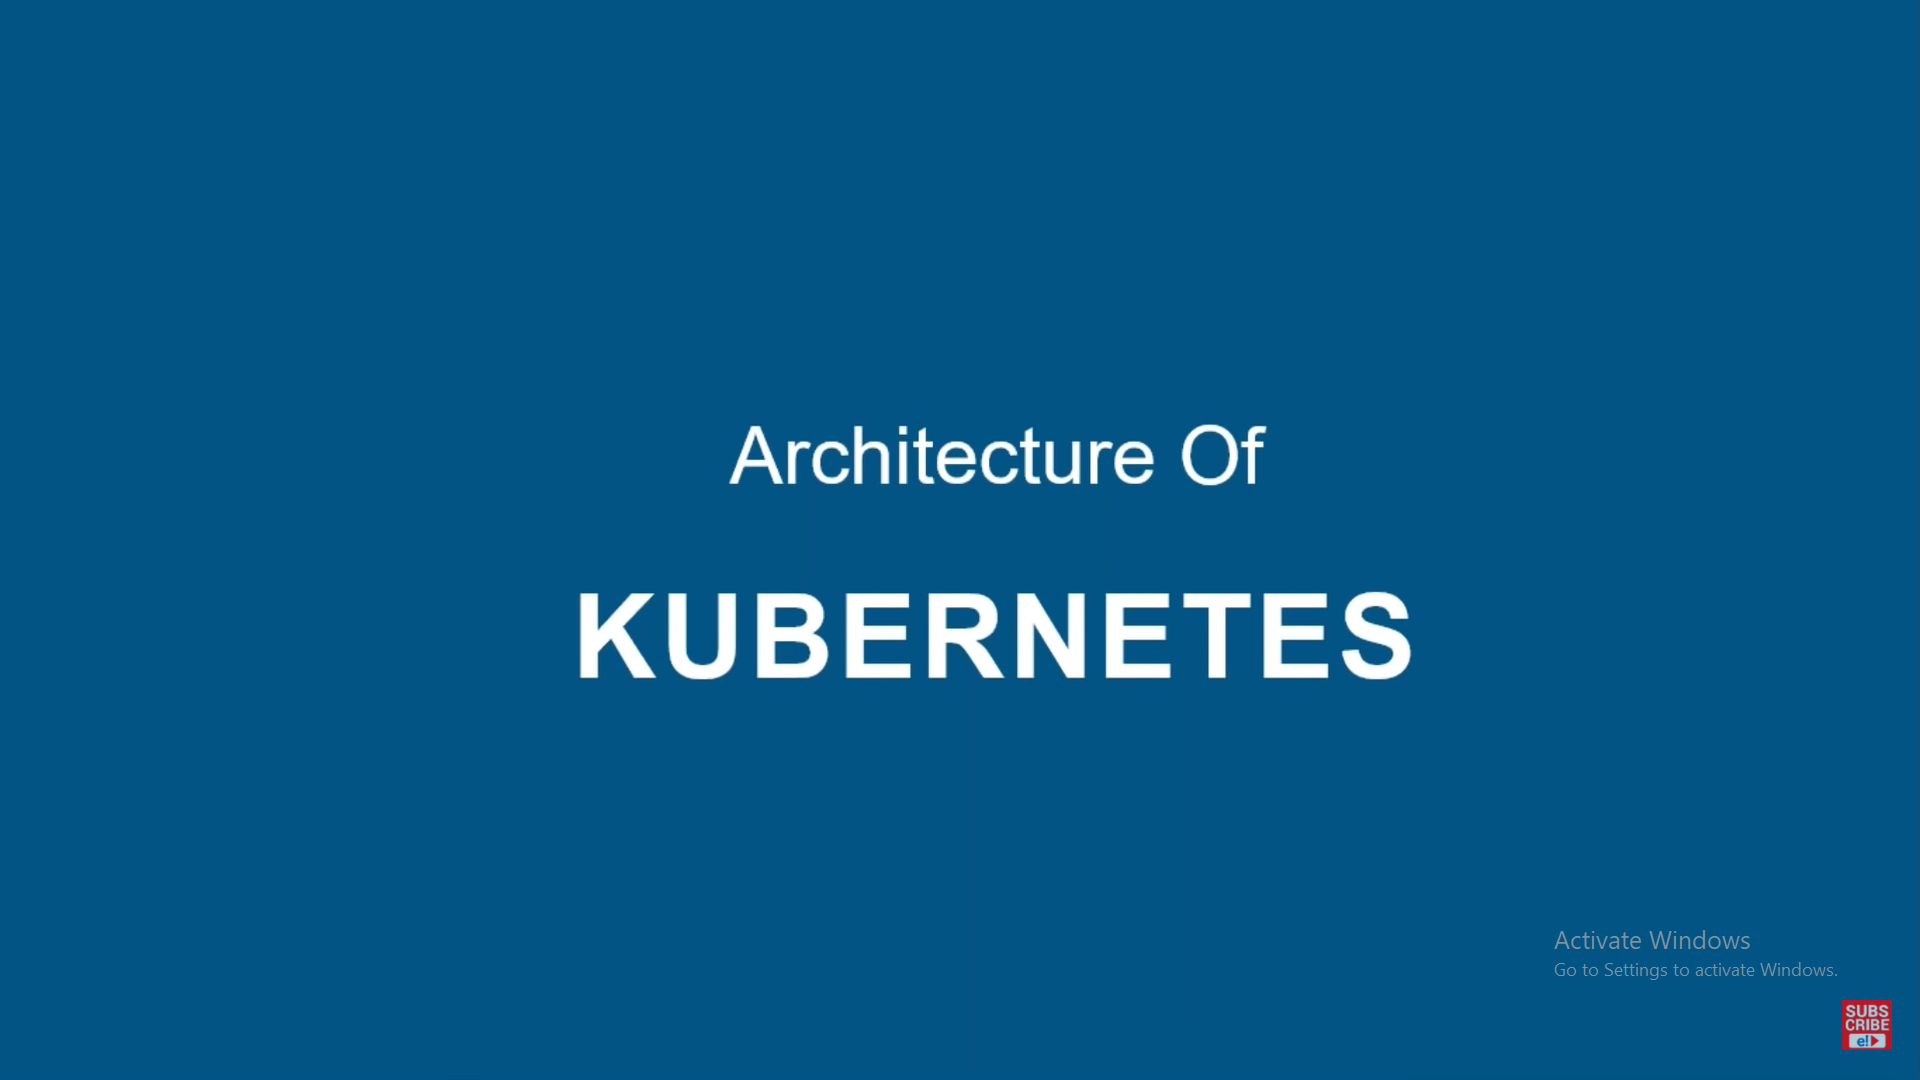 Architecture Of
KUBERNETES
Activate Windows
Go to Settings to activate Windows.
SUBS
CRIBE
e!